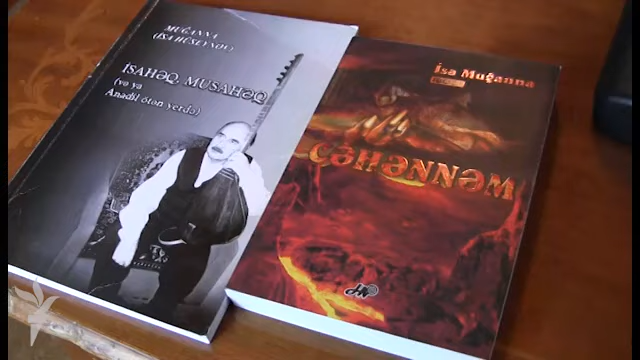 MUĞANNA
(İSA HÜSEYNOV)
İSAHƏQ, MUSAHƏQ
(və ya
Anadil ötən yerdə)
İsa Muğanna
CƏHƏNNƏM